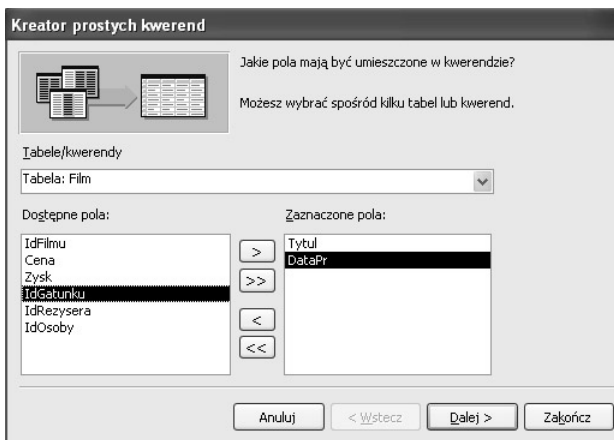 Kreator prostych kwerend
Jakie pola mają być umieszczone w kwerendzie?
Możesz wybrać spośród kilku tabel lub kwerend.
Tabele/kwerendy
Tabela: Film
Dostępne pola:
Zaznaczone pola:
IdFilmu
Cena
Zysk
IdGatunku
IdRezysera
IdOsoby
>
>>
<
<<
Tytul
DataPr
Anuluj
< Wstecz
Dalej >
Zakończ